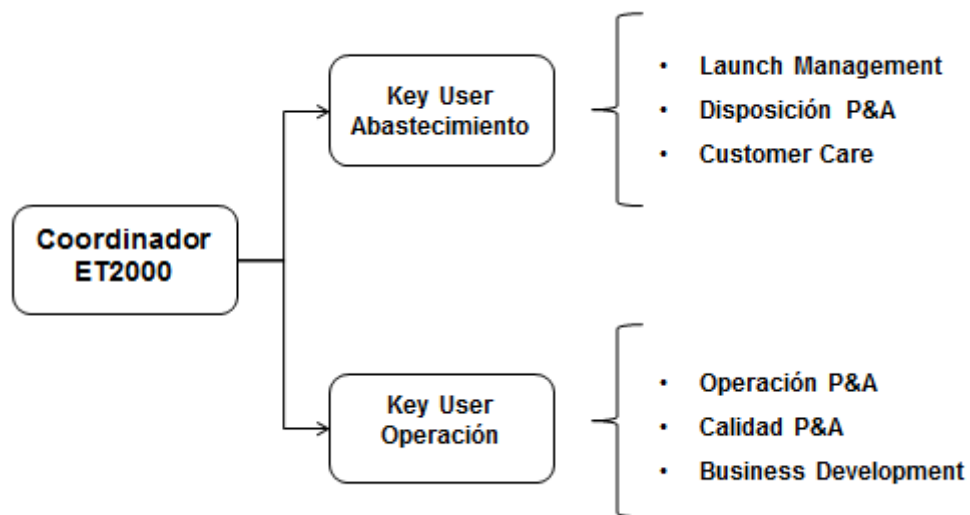 Coordinador
ET2000
Key User
Abastecimiento
• Launch Management
• Disposición P&A
• Customer Care
Key User
Operación
• Operación P&A
• Calidad P&A
• Business Development